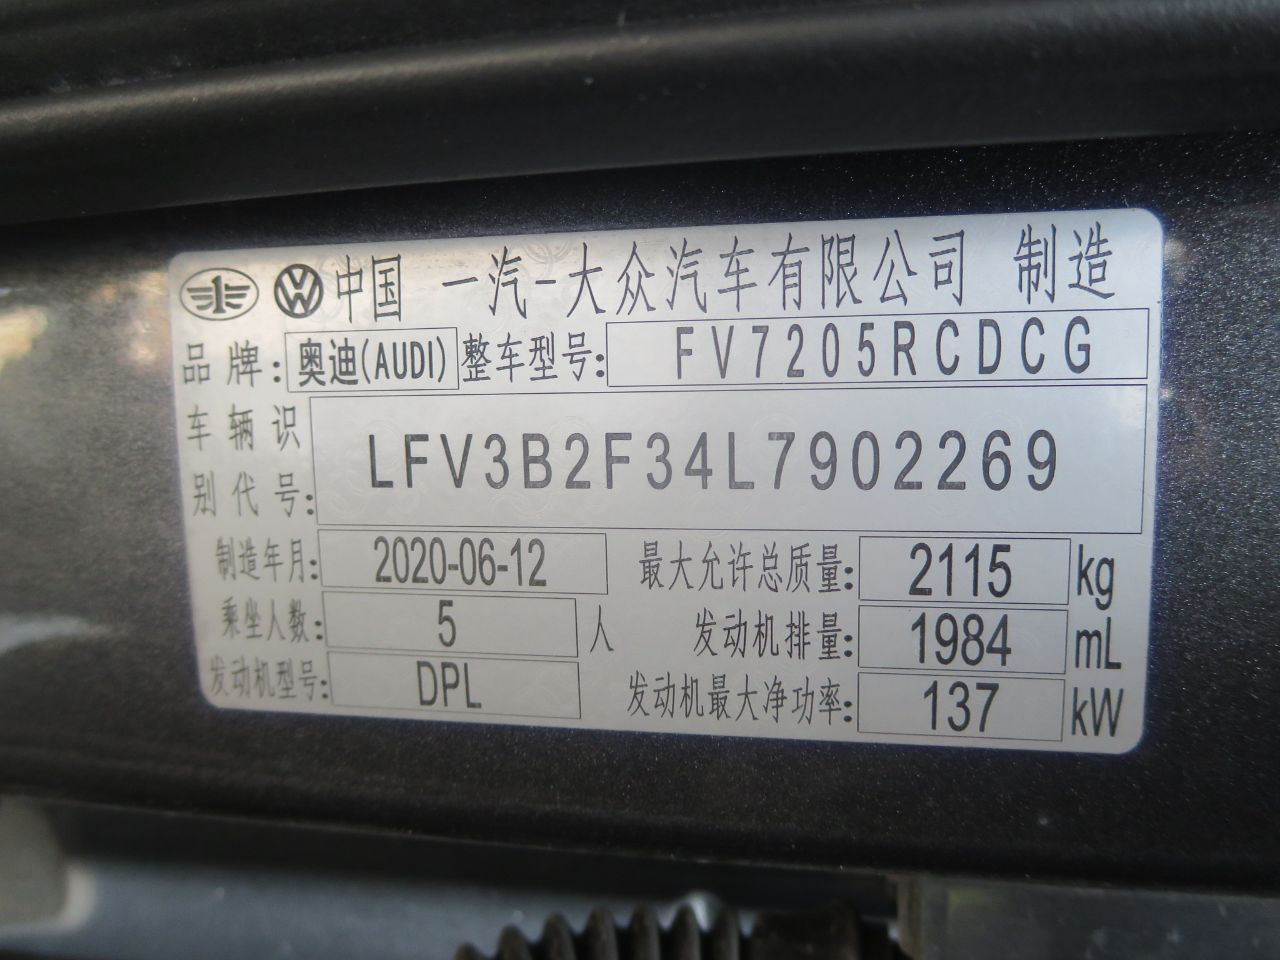 中国 一汽-大众汽车有限公司 制造
品牌: 奥迪(AUDI) 整车型号: FV7205RCDCG
车辆识别代号: LFV3B2F34L7902269
制造年月: 2020-06-12 最大允许总质量: 2115 kg
乘坐人数: 5 人 发动机排量: 1984 mL
发动机型号: DPL 发动机最大净功率: 137 kW